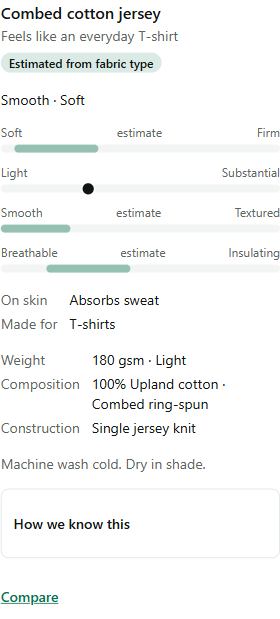 Combed cotton jersey
Feels like an everyday T-shirt
Estimated from fabric type
Smooth · Soft
Soft estimate Firm
Light Substantial
Smooth estimate Textured
Breathable estimate Insulating
On skin Absorbs sweat
Made for T-shirts
Weight 180 gsm · Light
Composition 100% Upland cotton ·
Combed ring-spun
Construction Single jersey knit
Machine wash cold. Dry in shade.
How we know this
Compare